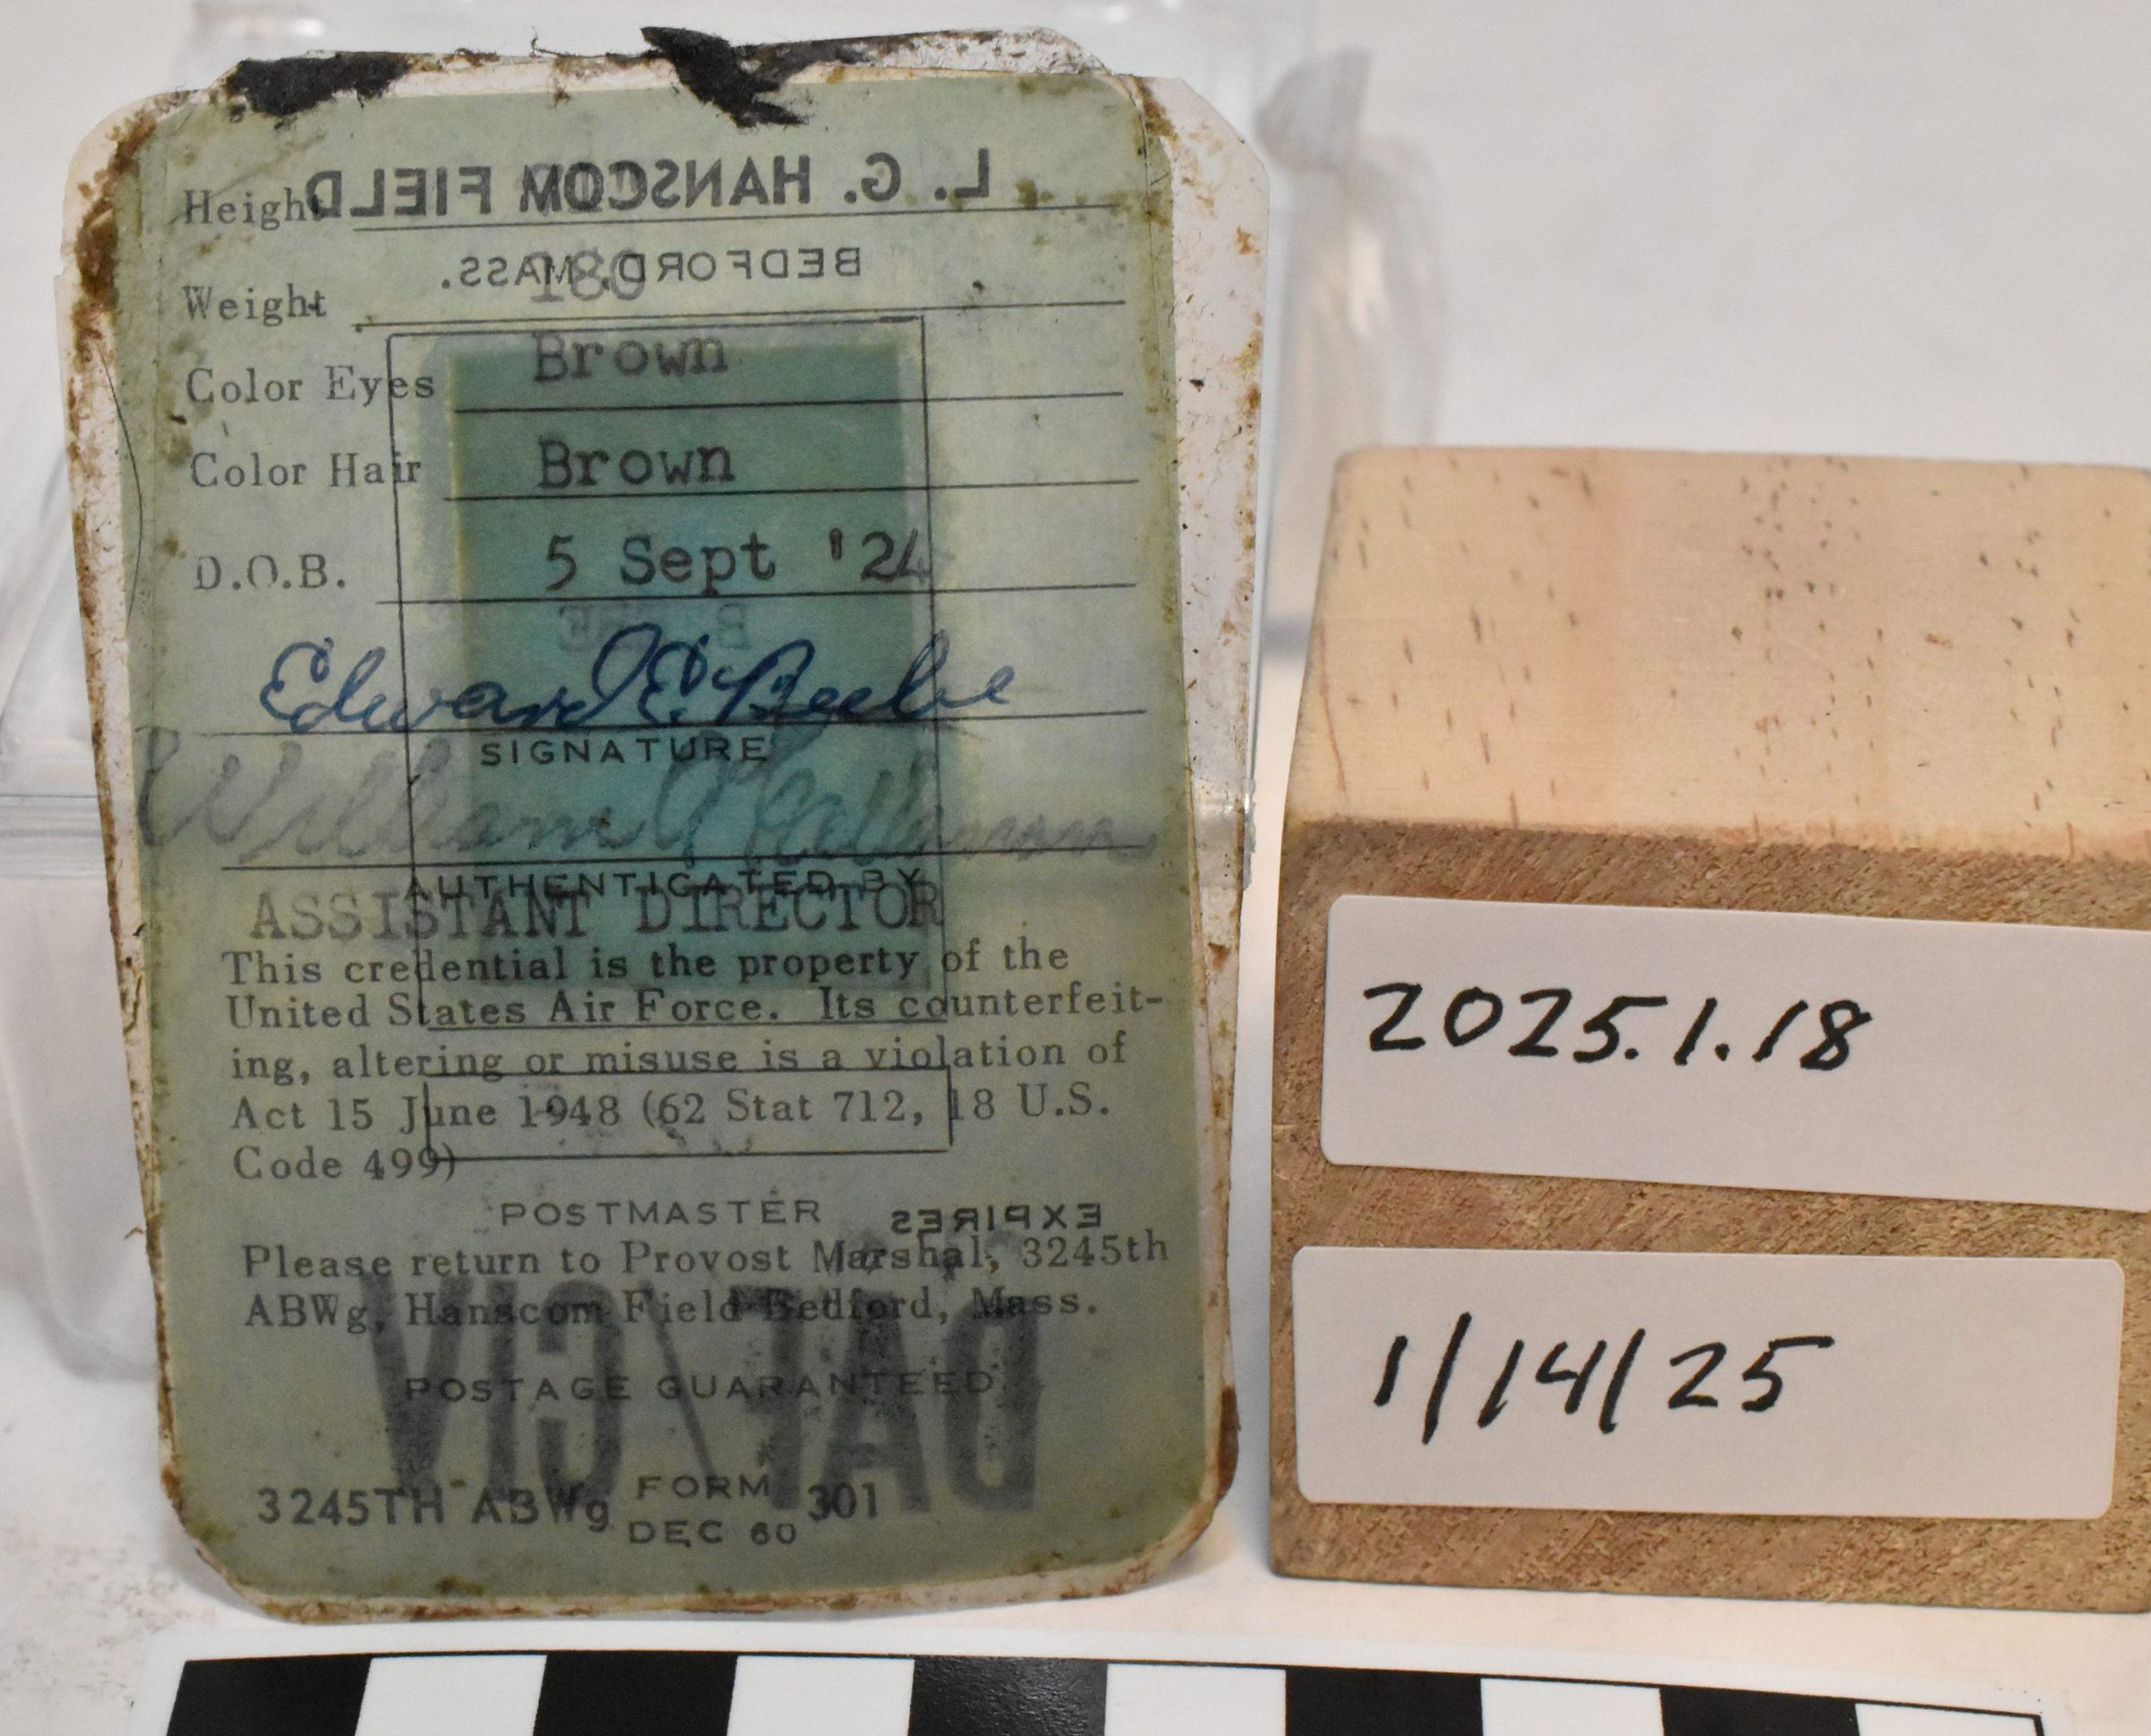 L. G. HANSCOM FIELD
Height
BEDFORD, MASS.
Weight 180
Color Eyes Brown
Color Hair Brown
D.O.B. 5 Sept '24
Edward E. Beebe
SIGNATURE
William
AUTHENTICATED BY
ASSISTANT DIRECTOR
This credential is the property of the
United States Air Force. Its counterfeit-
ing, altering or misuse is a violation of
Act 15 June 1948 (62 Stat 712, 18 U.S.
Code 499)
POSTMASTER
EXPIRES
Please return to Provost Marshal, 3245th
ABWg, Hanscom Field Bedford, Mass.
DAF/CIV
POSTAGE GUARANTEED
3245TH ABWg FORM 301
DEC 60
2025.1.18
1/14/25